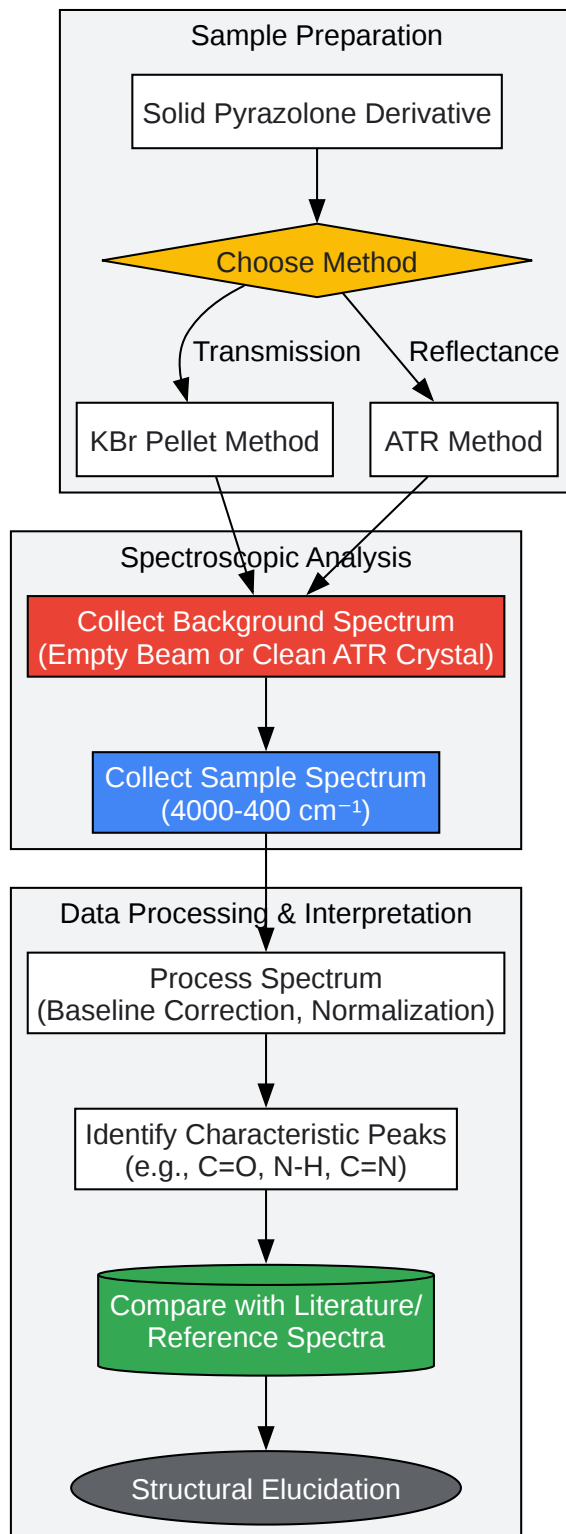 Sample Preparation
Solid Pyrazolone Derivative
Choose Method
Transmission
Reflectance
KBr Pellet Method
ATR Method
Spectroscopic Analysis
Collect Background Spectrum
(Empty Beam or Clean ATR Crystal)
Collect Sample Spectrum
(4000-400 cm⁻¹)
Data Processing & Interpretation
Process Spectrum
(Baseline Correction, Normalization)
Identify Characteristic Peaks
(e.g., C=O, N-H, C=N)
Compare with Literature/
Reference Spectra
Structural Elucidation